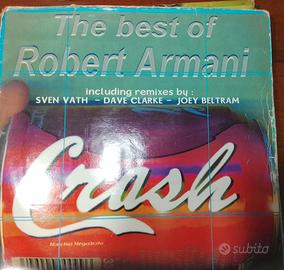 The best of
Robert Armani
including remixes by :
SVEN VATH - DAVE CLARKE - JOEY BELTRAM
Crash
subito